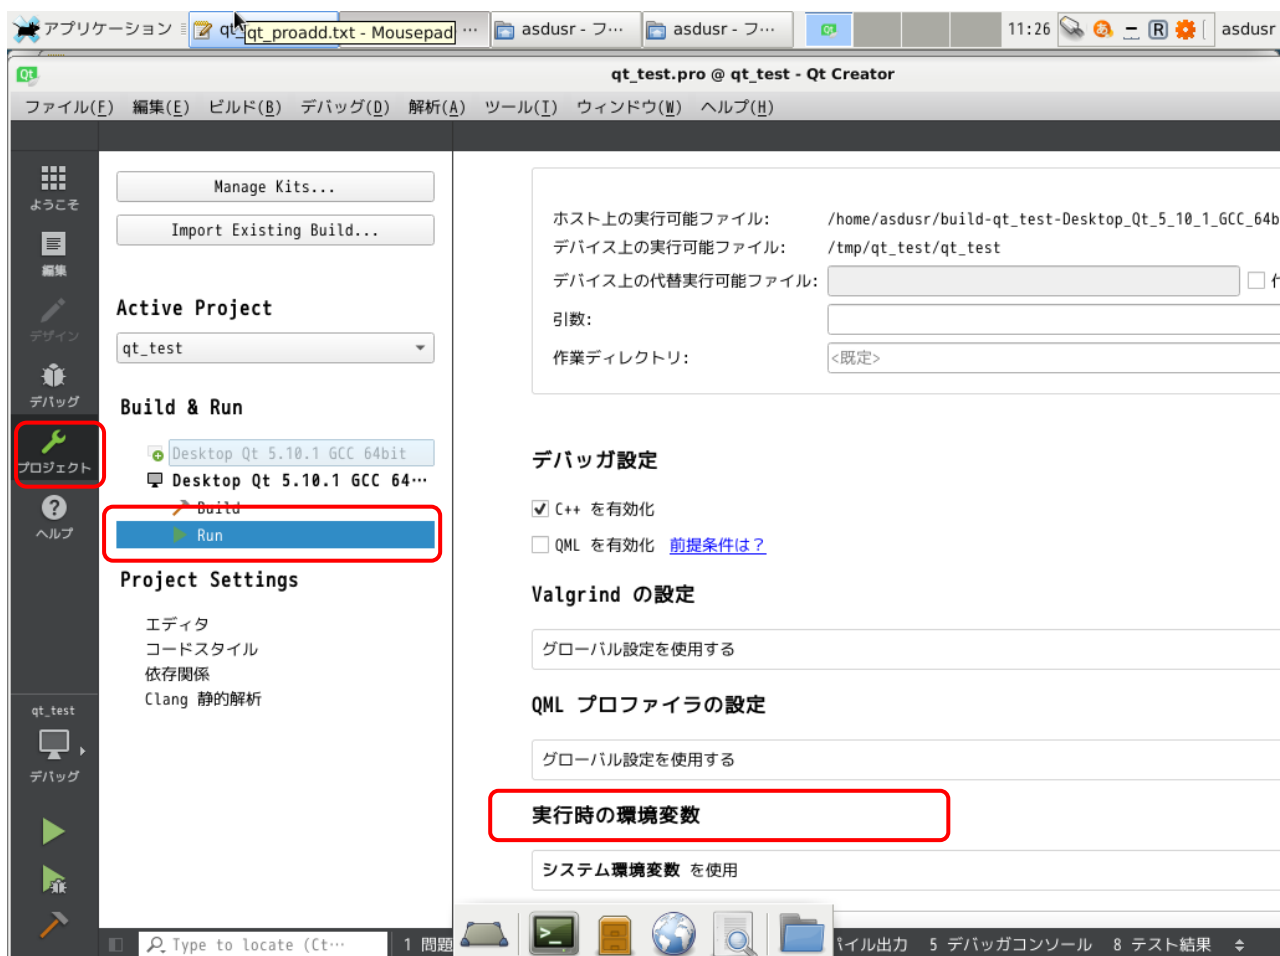 アプリケーション
qt_
qt_proadd.txt - Mousepad
asdusr - フ…
asdusr - フ…
11:26
R
asdusr
Qt
qt_test.pro @ qt_test - Qt Creator
ファイル(F) 編集(E) ビルド(B) デバッグ(D) 解析(A) ツール(T) ウィンドウ(W) ヘルプ(H)
ようこそ
編集
デザイン
デバッグ
プロジェクト
ヘルプ
qt_test
デバッグ
Manage Kits...
Import Existing Build...
Active Project
qt_test
Build & Run
Desktop Qt 5.10.1 GCC 64bit
Desktop Qt 5.10.1 GCC 64…
Build
Run
Project Settings
エディタ
コードスタイル
依存関係
Clang 静的解析
ホスト上の実行可能ファイル: /home/asdusr/build-qt_test-Desktop_Qt_5_10_1_GCC_64b
デバイス上の実行可能ファイル: /tmp/qt_test/qt_test
デバイス上の代替実行可能ファイル:
引数:
作業ディレクトリ: <既定>
デバッガ設定
C++ を有効化
QML を有効化 前提条件は？
Valgrind の設定
グローバル設定を使用する
QML プロファイラの設定
グローバル設定を使用する
実行時の環境変数
システム環境変数 を使用
Type to locate (Ct…
1 問題
パイル出力 5 デバッガコンソール 8 テスト結果